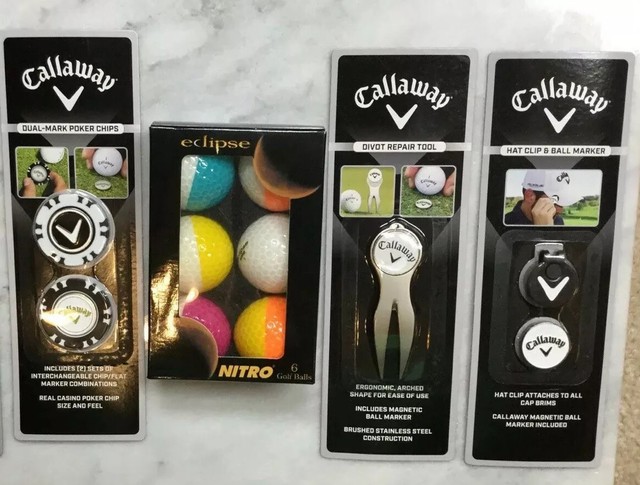 Callaway
DUAL-MARK POKER CHIPS
INCLUDES (2) SETS OF
INTERCHANGEABLE CHIP/FLAT
MARKER COMBINATIONS
REAL CASINO POKER CHIP
SIZE AND FEEL
eclipse
NITRO
6
Golf Balls
Callaway
DIVOT REPAIR TOOL
Callaway
ERGONOMIC, ARCHED
SHAPE FOR EASE OF USE
INCLUDES MAGNETIC
BALL MARKER
BRUSHED STAINLESS STEEL
CONSTRUCTION
Callaway
HAT CLIP & BALL MARKER
Callaway
HAT CLIP ATTACHES TO ALL
CAP BRIMS
CALLAWAY MAGNETIC BALL
MARKER INCLUDED